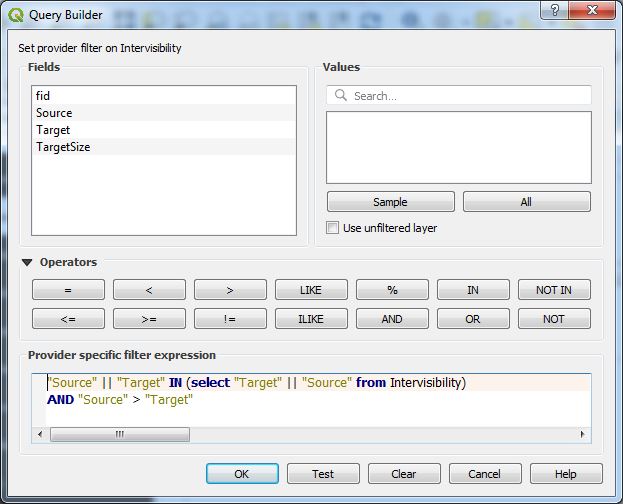 Query Builder
?
Set provider filter on Intervisibility
Fields
fid
Source
Target
TargetSize
Values
Search...
Sample
All
Use unfiltered layer
Operators
= < > LIKE % IN NOT IN
<= >= != ILIKE AND OR NOT
Provider specific filter expression
"Source" || "Target" IN (select "Target" || "Source" from Intervisibility)
AND "Source" > "Target"
OK Test Clear Cancel Help